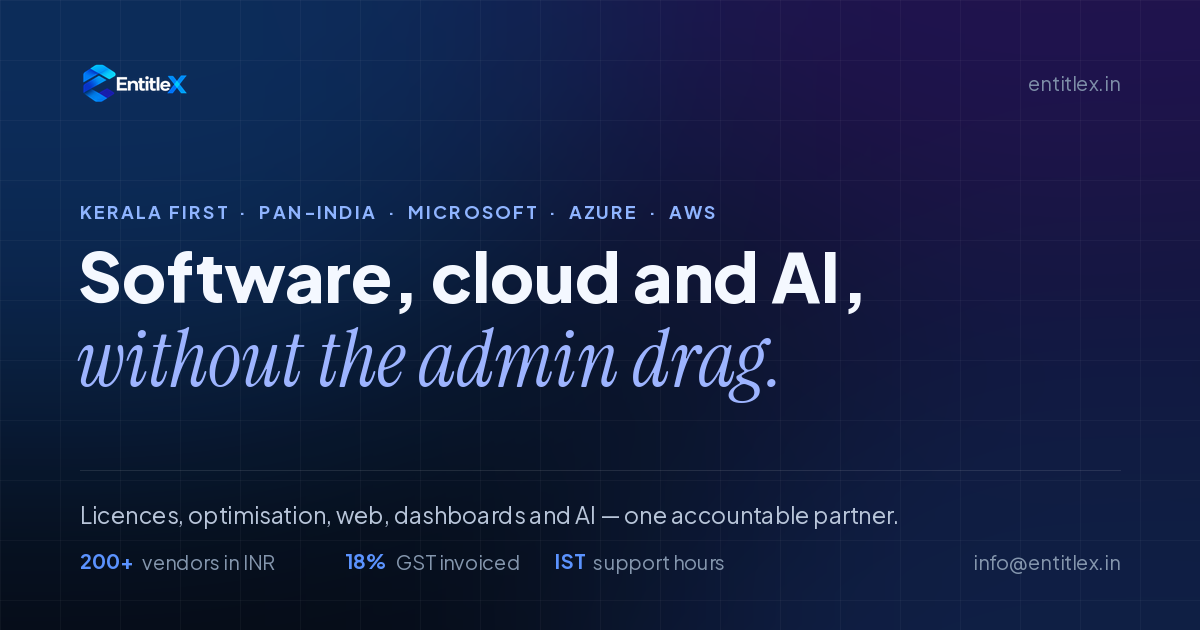 EntitleX
entitlex.in
KERALA FIRST · PAN-INDIA · MICROSOFT · AZURE · AWS
Software, cloud and AI,
without the admin drag.
Licences, optimisation, web, dashboards and AI — one accountable partner.
200+ vendors in INR 18% GST invoiced IST support hours info@entitlex.in